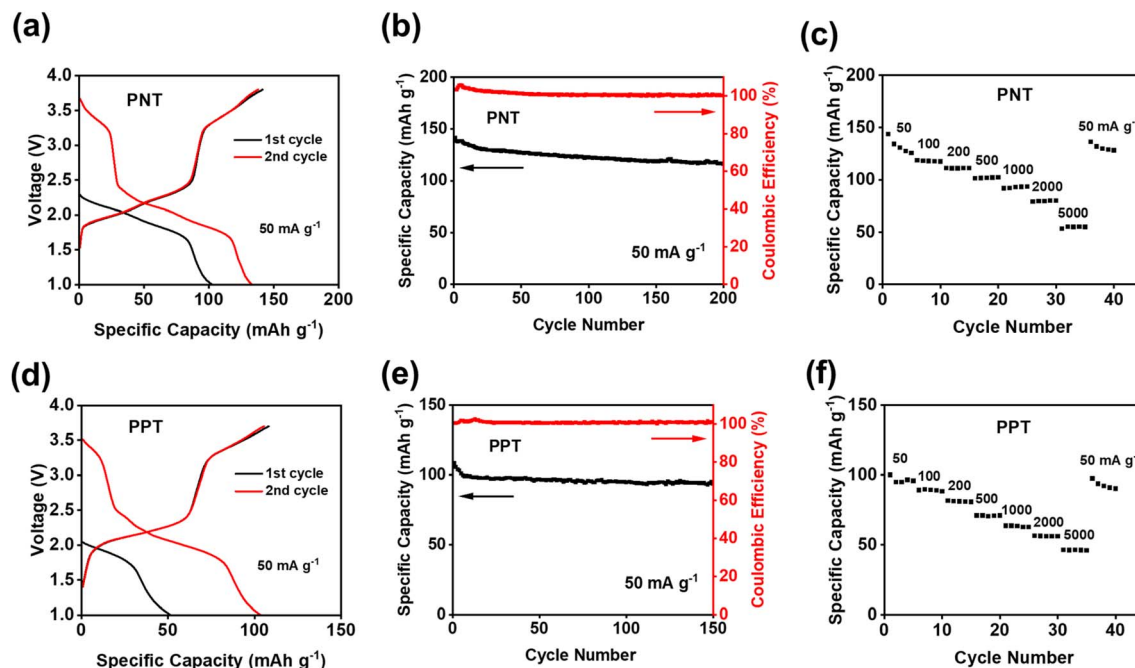 (a)
4.0
3.5
3.0
2.5
2.0
1.5
1.0
Voltage (V)
PNT
1st cycle
2nd cycle
50 mA g⁻¹
0 50 100 150 200
Specific Capacity (mAh g⁻¹)
(b)
200
150
100
50
0
Specific Capacity (mAh g⁻¹)
PNT
50 mA g⁻¹
100
80
60
40
20
0
Coulombic Efficiency (%)
0 50 100 150 200
Cycle Number
(c)
200
150
100
50
0
Specific Capacity (mAh g⁻¹)
PNT
50
100
200
500
1000
2000
5000
50 mA g⁻¹
0 10 20 30 40
Cycle Number
(d)
4.0
3.5
3.0
2.5
2.0
1.5
1.0
Voltage (V)
PPT
1st cycle
2nd cycle
50 mA g⁻¹
0 50 100 150
Specific Capacity (mAh g⁻¹)
(e)
150
100
50
0
Specific Capacity (mAh g⁻¹)
PPT
50 mA g⁻¹
100
80
60
40
20
0
Coulombic Efficiency (%)
0 50 100 150
Cycle Number
(f)
150
100
50
0
Specific Capacity (mAh g⁻¹)
PPT
50
100
200
500
1000
2000
5000
50 mA g⁻¹
0 10 20 30 40
Cycle Number